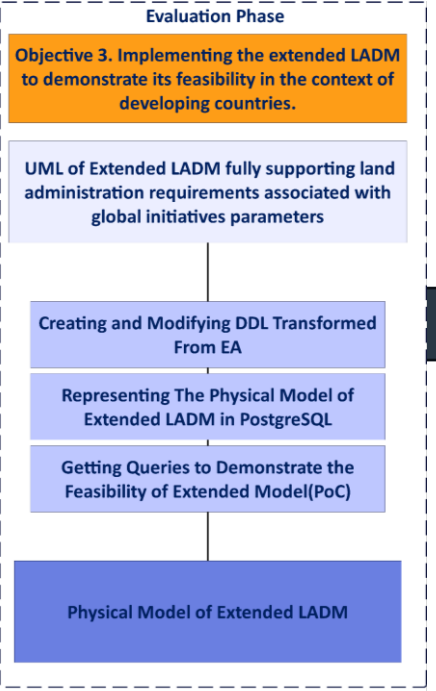 Evaluation Phase
Objective 3. Implementing the extended LADM
to demonstrate its feasibility in the context of
developing countries.
UML of Extended LADM fully supporting land
administration requirements associated with
global initiatives parameters
Creating and Modifying DDL Transformed
From EA
Representing The Physical Model of
Extended LADM in PostgreSQL
Getting Queries to Demonstrate the
Feasibility of Extended Model(PoC)
Physical Model of Extended LADM